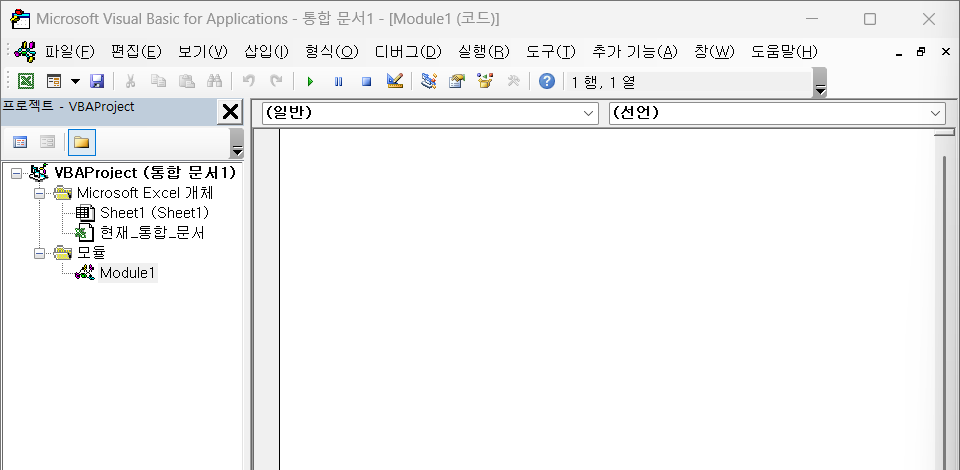 Microsoft Visual Basic for Applications - 통합 문서1 - [Module1 (코드)]
파일(F) 편집(E) 보기(V) 삽입(I) 형식(O) 디버그(D) 실행(R) 도구(T) 추가 기능(A) 창(W) 도움말(H)
1 행, 1 열
프로젝트 - VBAProject
(일반) (선언)
VBAProject (통합 문서1)
Microsoft Excel 개체
Sheet1 (Sheet1)
현재_통합_문서
모듈
Module1